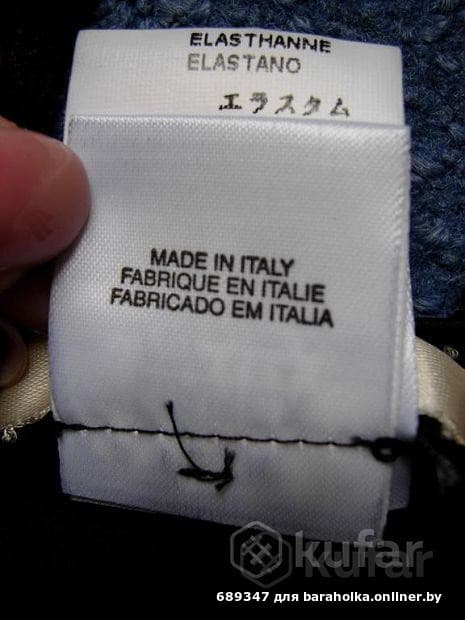 ELASTHANNE
ELASTANO
エラスタム
MADE IN ITALY
FABRIQUE EN ITALIE
FABRICADO EM ITALIA
kufar
kufar
689347 для baraholka.onliner.by